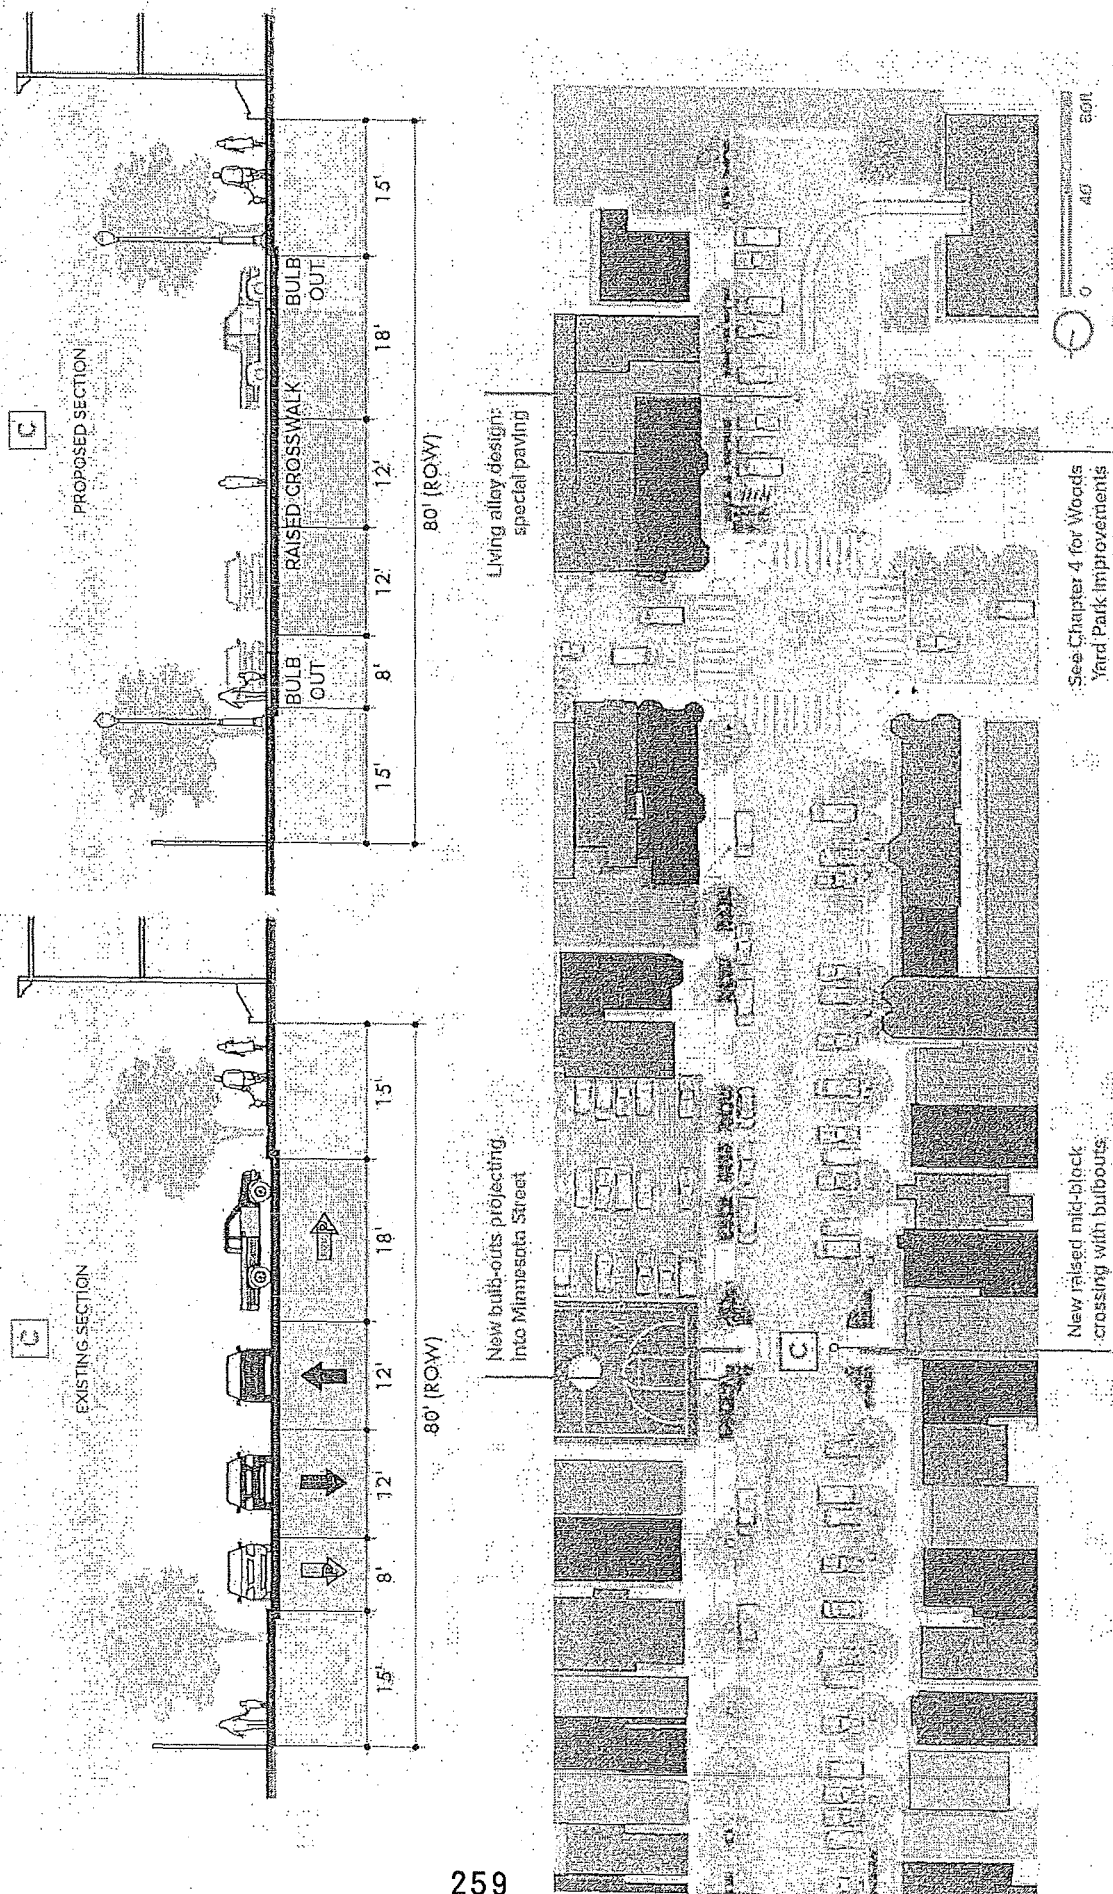 C
EXISTING SECTION
15'
8'
12'
12'
18'
15'
P
P
80' (ROW)
C
PROPOSED SECTION
BULB
OUT
RAISED CROSSWALK
BULB
OUT
15'
8'
12'
12'
18'
15'
80' (ROW)
New bulb-outs projecting
into Minnesota Street
Living alley design:
special paving
C
New raised mid-block
crossing with bulbouts
See Chapter 4 for Woods
Yard Park improvements
0 40 80ft
259